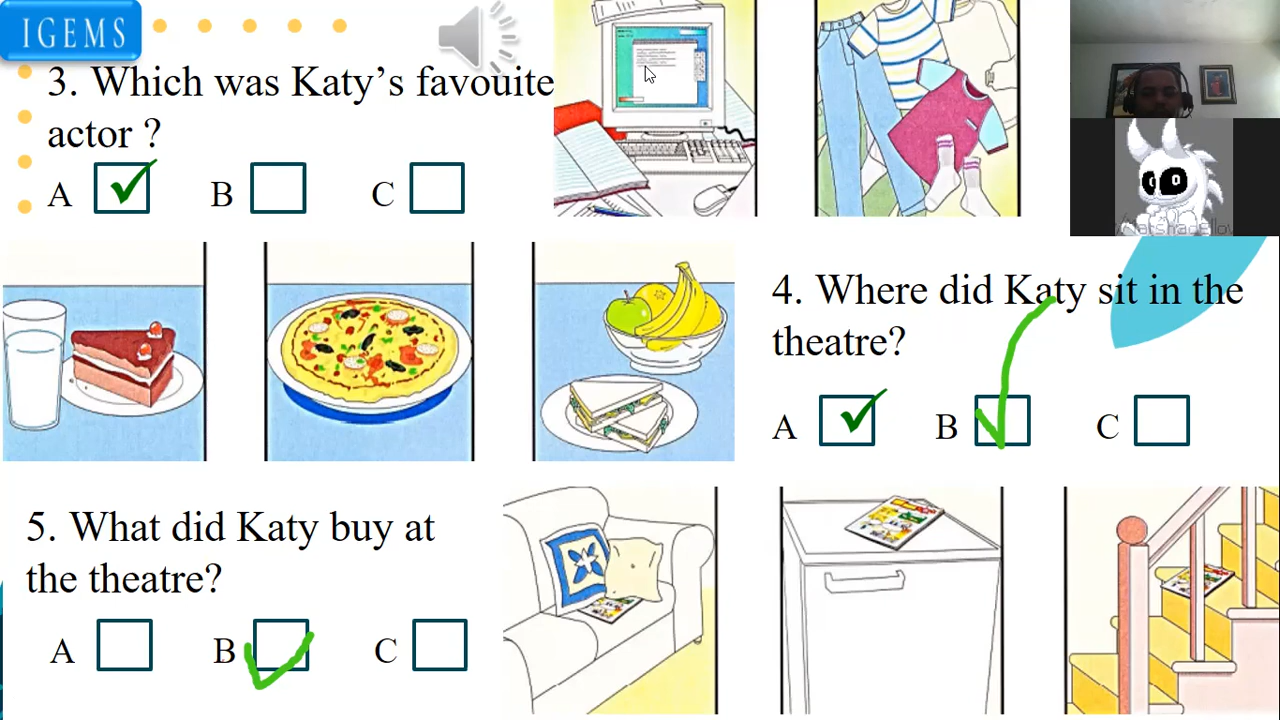 IGEMS
3. Which was Katy's favouite
actor ?
A
B
C
4. Where did Katy sit in the
theatre?
A
B
C
5. What did Katy buy at
the theatre?
A
B
C